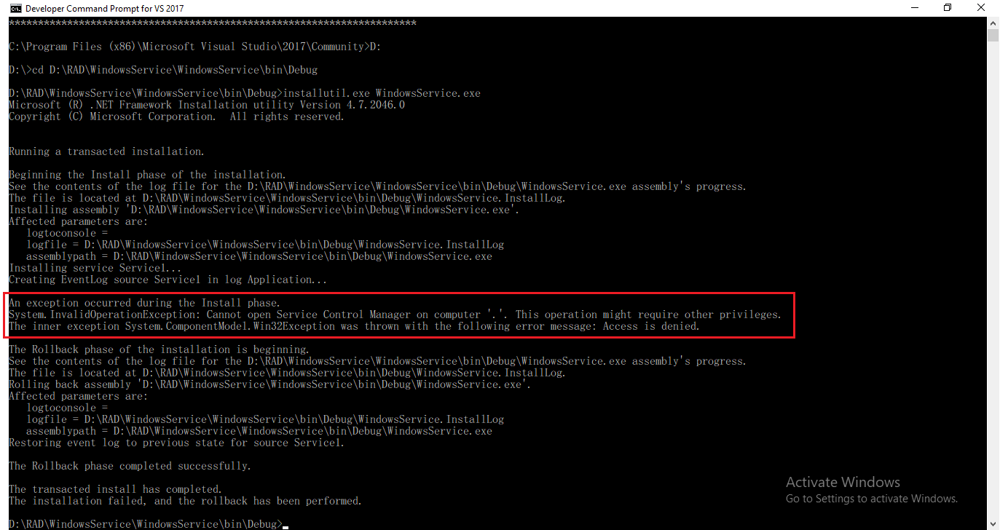 Developer Command Prompt for VS 2017
**********************************************************************
C:\Program Files (x86)\Microsoft Visual Studio\2017\Community>D:
D:\>cd D:\RAD\WindowsService\WindowsService\bin\Debug
D:\RAD\WindowsService\WindowsService\bin\Debug>installutil.exe WindowsService.exe
Microsoft (R) .NET Framework Installation utility Version 4.7.2046.0
Copyright (C) Microsoft Corporation.  All rights reserved.
Running a transacted installation.
Beginning the Install phase of the installation.
See the contents of the log file for the D:\RAD\WindowsService\WindowsService\bin\Debug\WindowsService.exe assembly's progress.
The file is located at D:\RAD\WindowsService\WindowsService\bin\Debug\WindowsService.InstallLog.
Installing assembly 'D:\RAD\WindowsService\WindowsService\bin\Debug\WindowsService.exe'.
Affected parameters are:
   logtoconsole =
   logfile = D:\RAD\WindowsService\WindowsService\bin\Debug\WindowsService.InstallLog
   assemblypath = D:\RAD\WindowsService\WindowsService\bin\Debug\WindowsService.exe
Installing service Service1...
Creating EventLog source Service1 in log Application...
An exception occurred during the Install phase.
System.InvalidOperationException: Cannot open Service Control Manager on computer '.'. This operation might require other privileges.
The inner exception System.ComponentModel.Win32Exception was thrown with the following error message: Access is denied.
The Rollback phase of the installation is beginning.
See the contents of the log file for the D:\RAD\WindowsService\WindowsService\bin\Debug\WindowsService.exe assembly's progress.
The file is located at D:\RAD\WindowsService\WindowsService\bin\Debug\WindowsService.InstallLog.
Rolling back assembly 'D:\RAD\WindowsService\WindowsService\bin\Debug\WindowsService.exe'.
Affected parameters are:
   logtoconsole =
   logfile = D:\RAD\WindowsService\WindowsService\bin\Debug\WindowsService.InstallLog
   assemblypath = D:\RAD\WindowsService\WindowsService\bin\Debug\WindowsService.exe
Restoring event log to previous state for source Service1.
The Rollback phase completed successfully.
The transacted install has completed.
The installation failed, and the rollback has been performed.
D:\RAD\WindowsService\WindowsService\bin\Debug>
Activate Windows
Go to Settings to activate Windows.